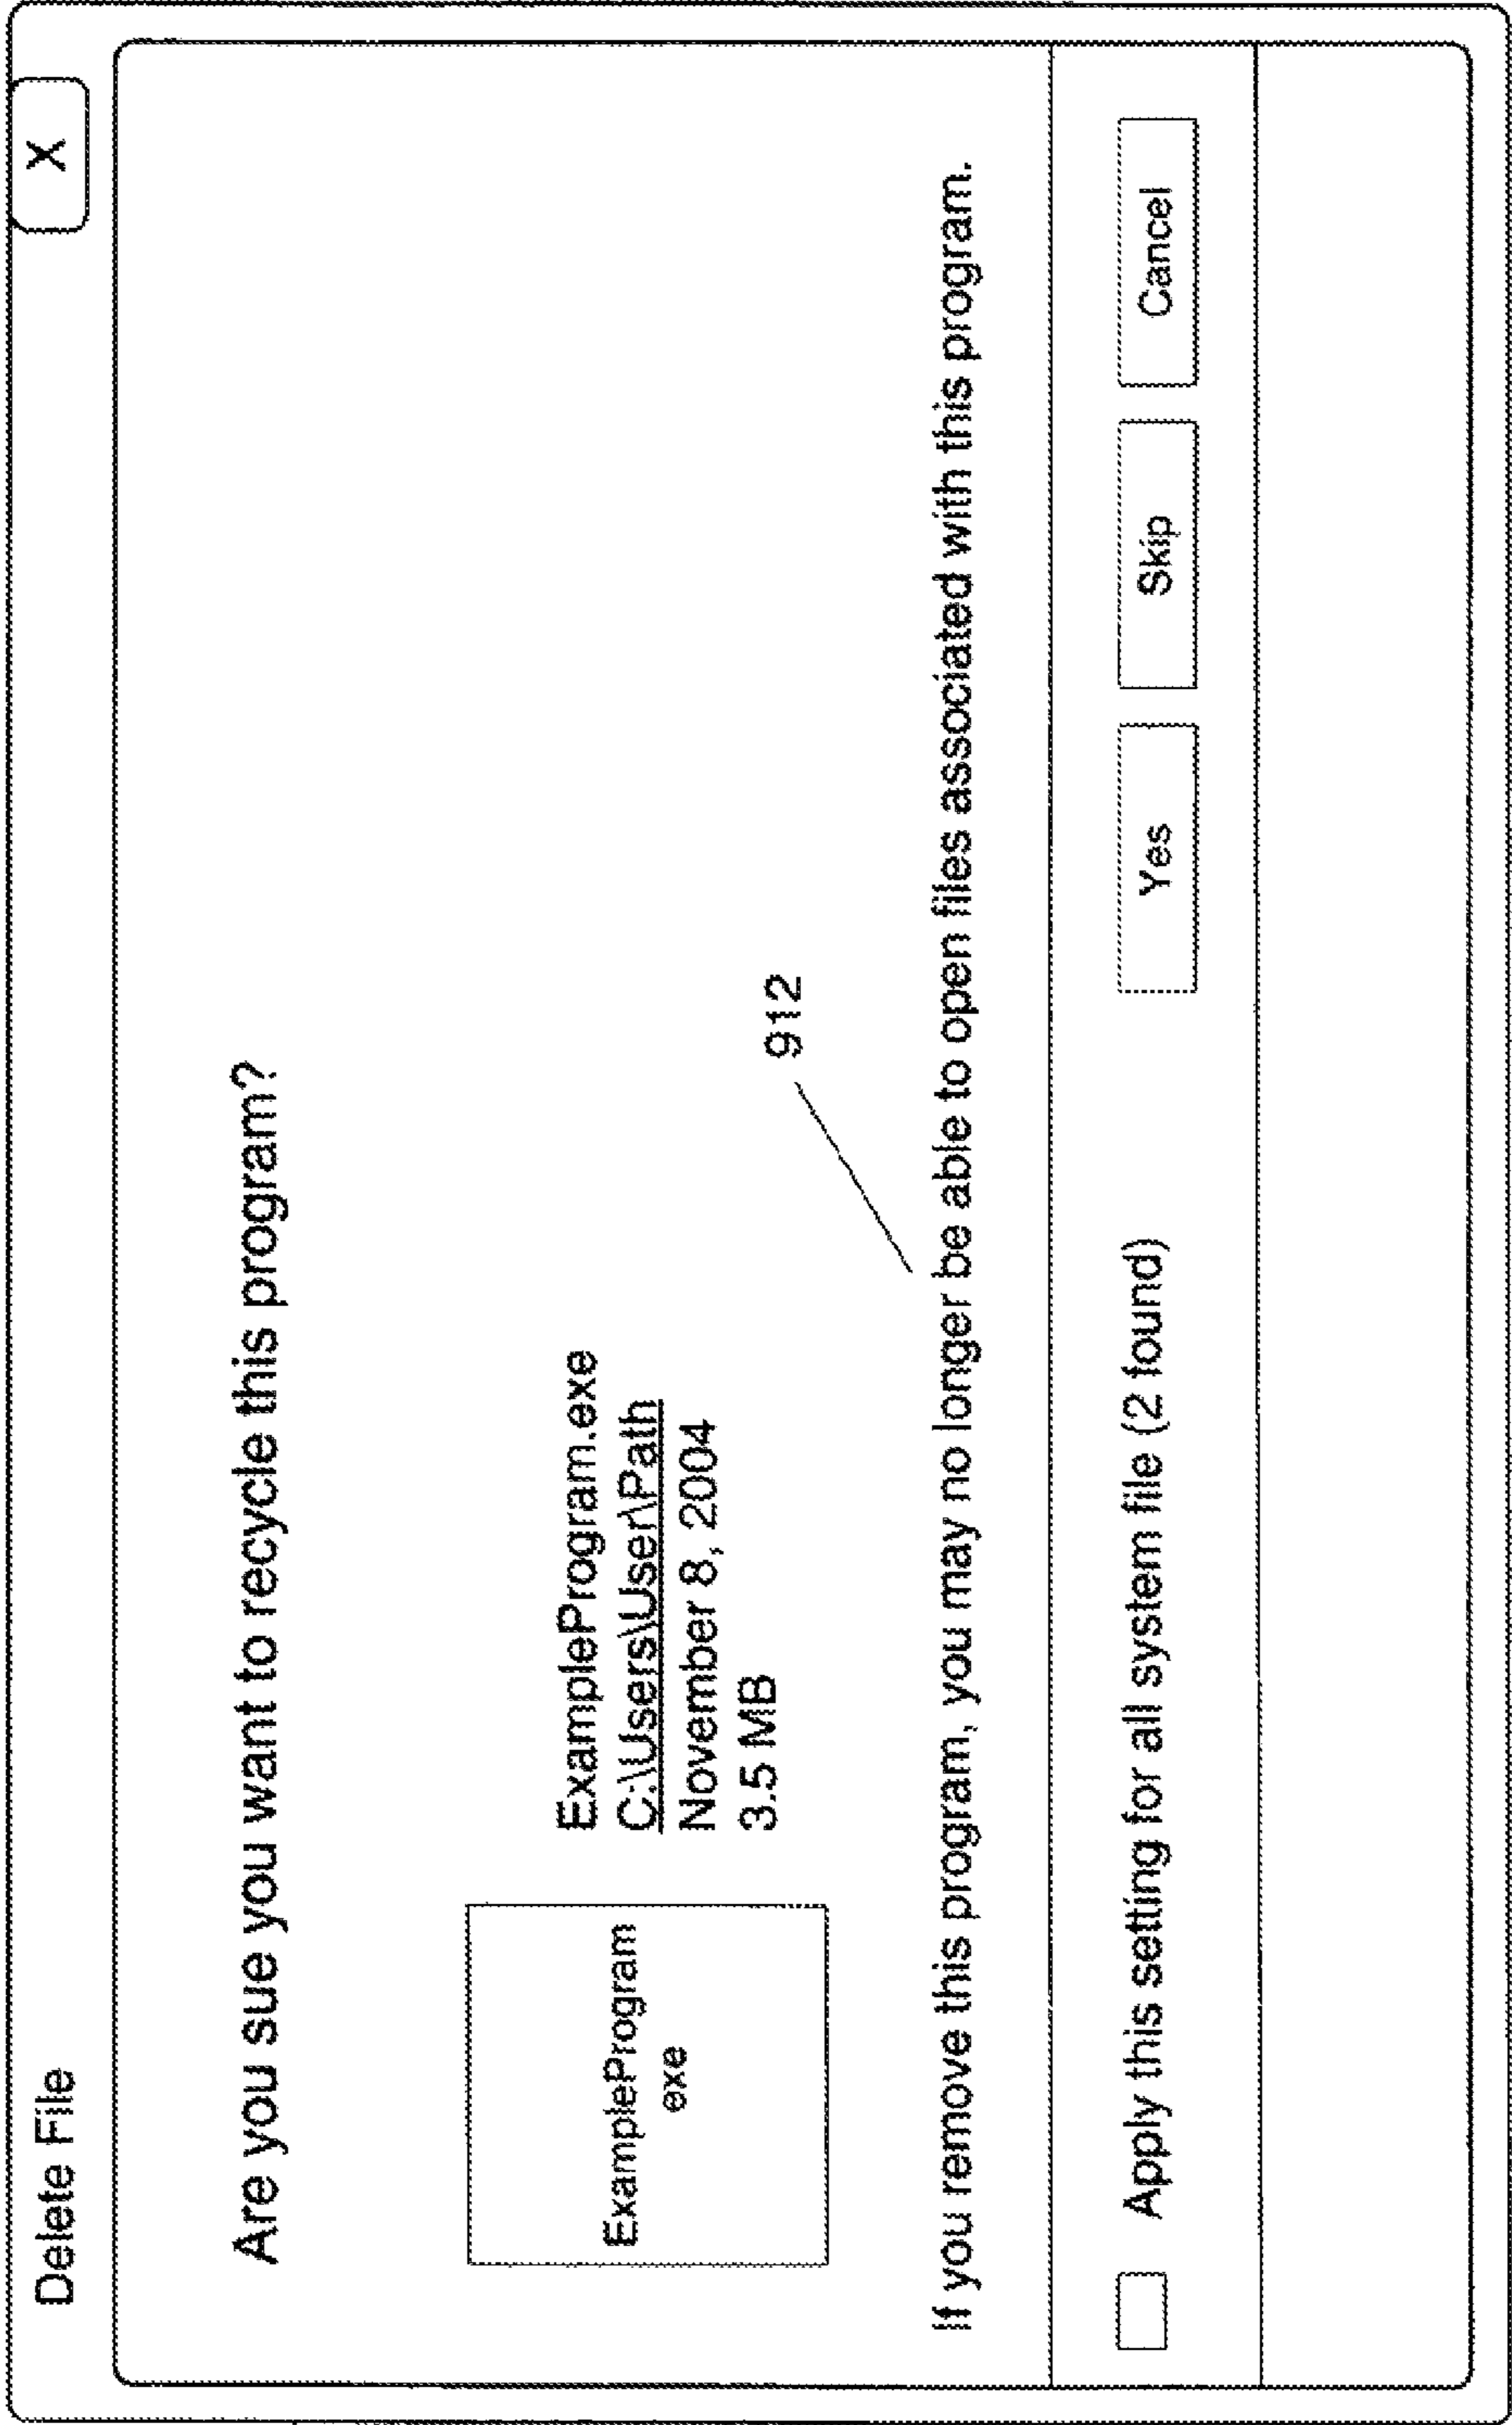 Delete File
X
Are you sue you want to recycle this program?
ExampleProgram
exe
ExampleProgram.exe
C:\Users\User\Path
November 8, 2004
3.5 MB
912
If you remove this program, you may no longer be able to open files associated with this program.
Apply this setting for all system file (2 found)
Yes
Skip
Cancel